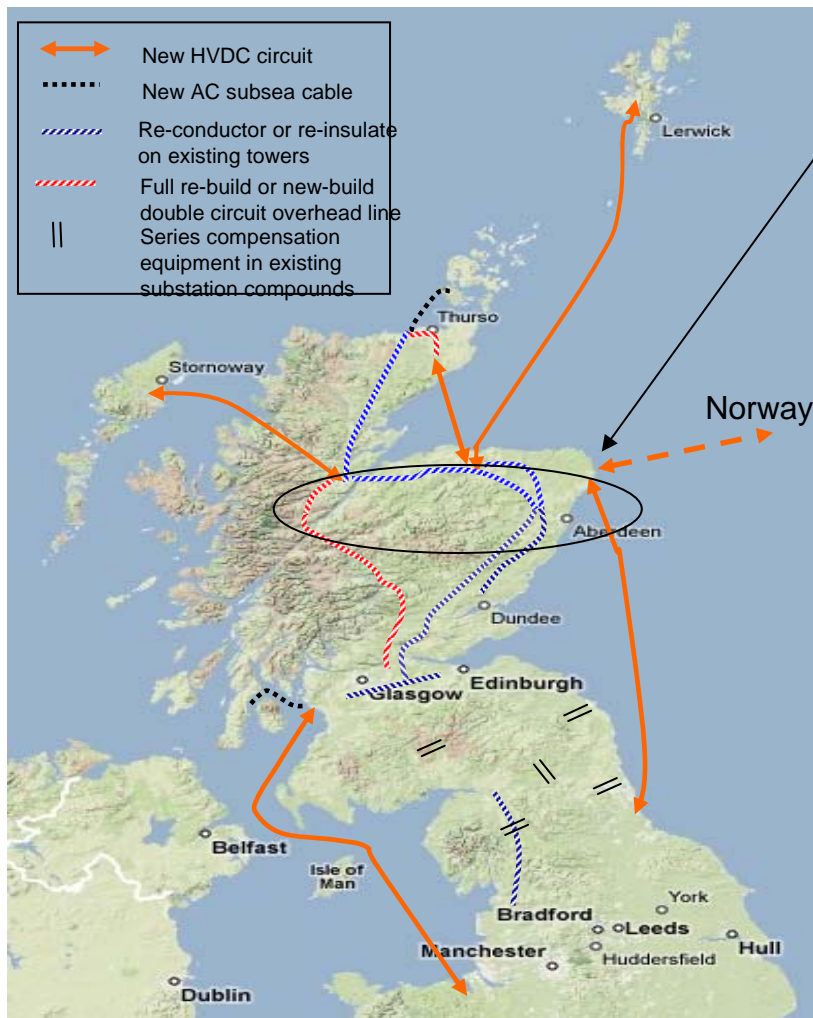 New HVDC circuit
New AC subsea cable
Re-conductor or re-insulate
on existing towers
Full re-build or new-build
double circuit overhead line
Series compensation
equipment in existing
substation compounds
Lerwick
Thurso
Stornoway
Norway
Aberdeen
Dundee
Edinburgh
Glasgow
Belfast
Isle of
Man
York
Bradford
Leeds
Hull
Manchester
Huddersfield
Dublin